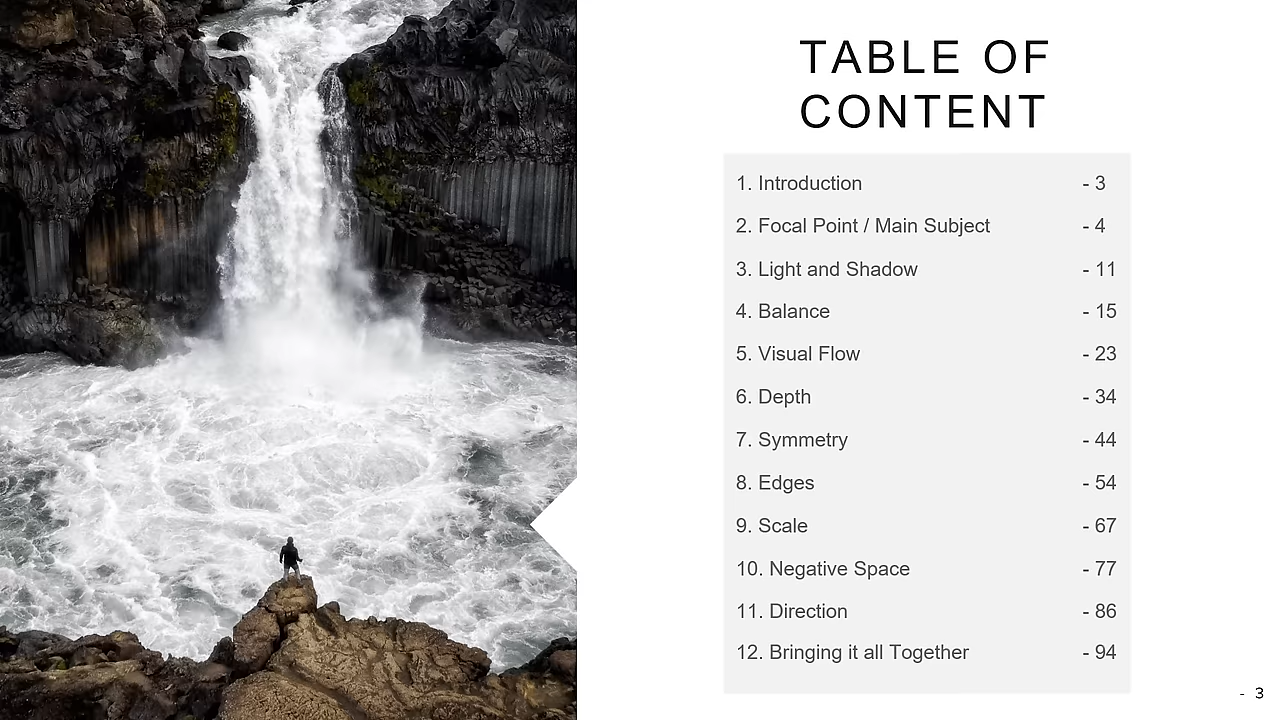 TABLE OF
CONTENT
1. Introduction - 3
2. Focal Point / Main Subject - 4
3. Light and Shadow - 11
4. Balance - 15
5. Visual Flow - 23
6. Depth - 34
7. Symmetry - 44
8. Edges - 54
9. Scale - 67
10. Negative Space - 77
11. Direction - 86
12. Bringing it all Together - 94
- 3